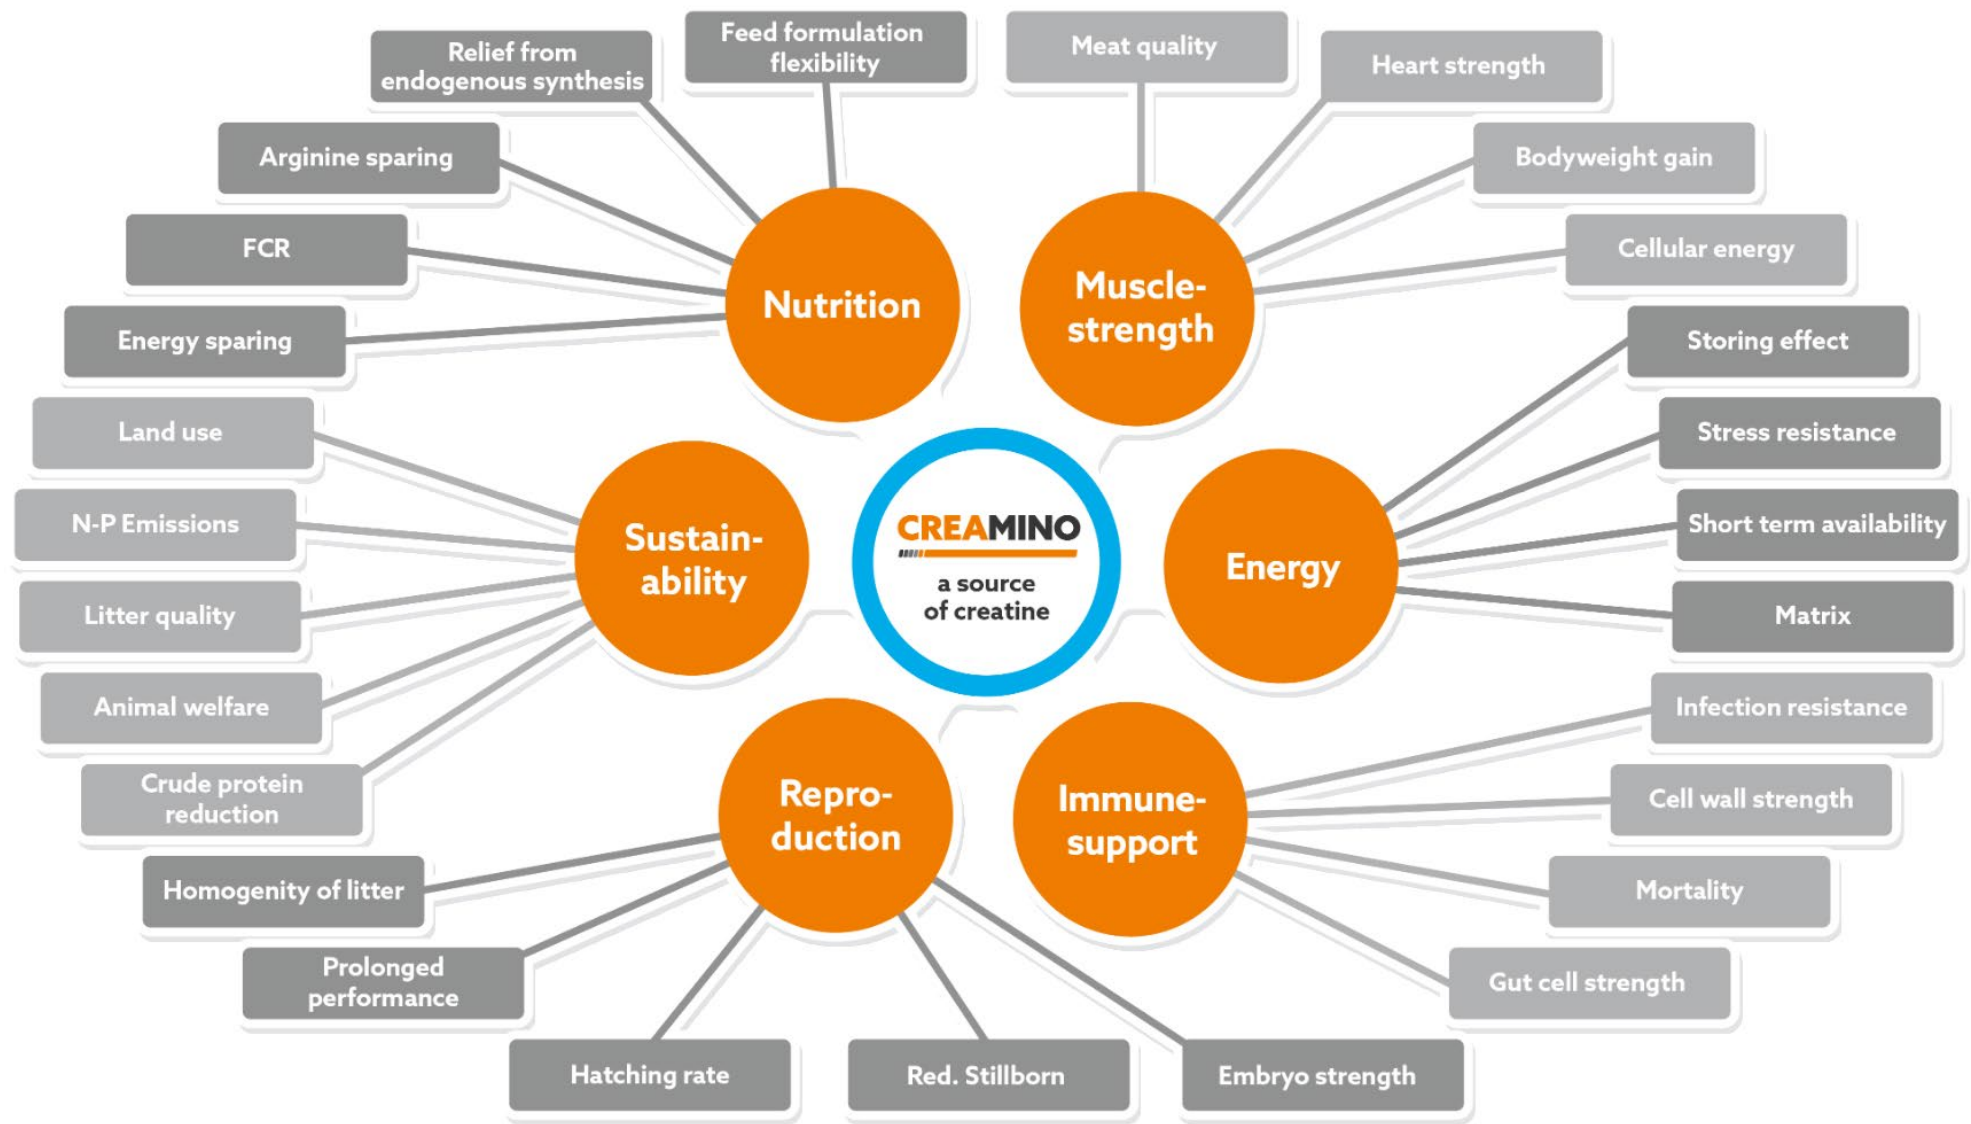 Relief from
endogenous synthesis
Feed formulation
flexibility
Arginine sparing
FCR
Energy sparing
Nutrition
Meat quality
Heart strength
Bodyweight gain
Cellular energy
Muscle-
strength
Storing effect
Stress resistance
Short term availability
Matrix
Energy
Land use
N-P Emissions
Litter quality
Animal welfare
Crude protein
reduction
Sustain-
ability
CREAMINO
a source
of creatine
Infection resistance
Cell wall strength
Mortality
Gut cell strength
Immune-
support
Repro-
duction
Homogenity of litter
Prolonged
performance
Hatching rate
Red. Stillborn
Embryo strength